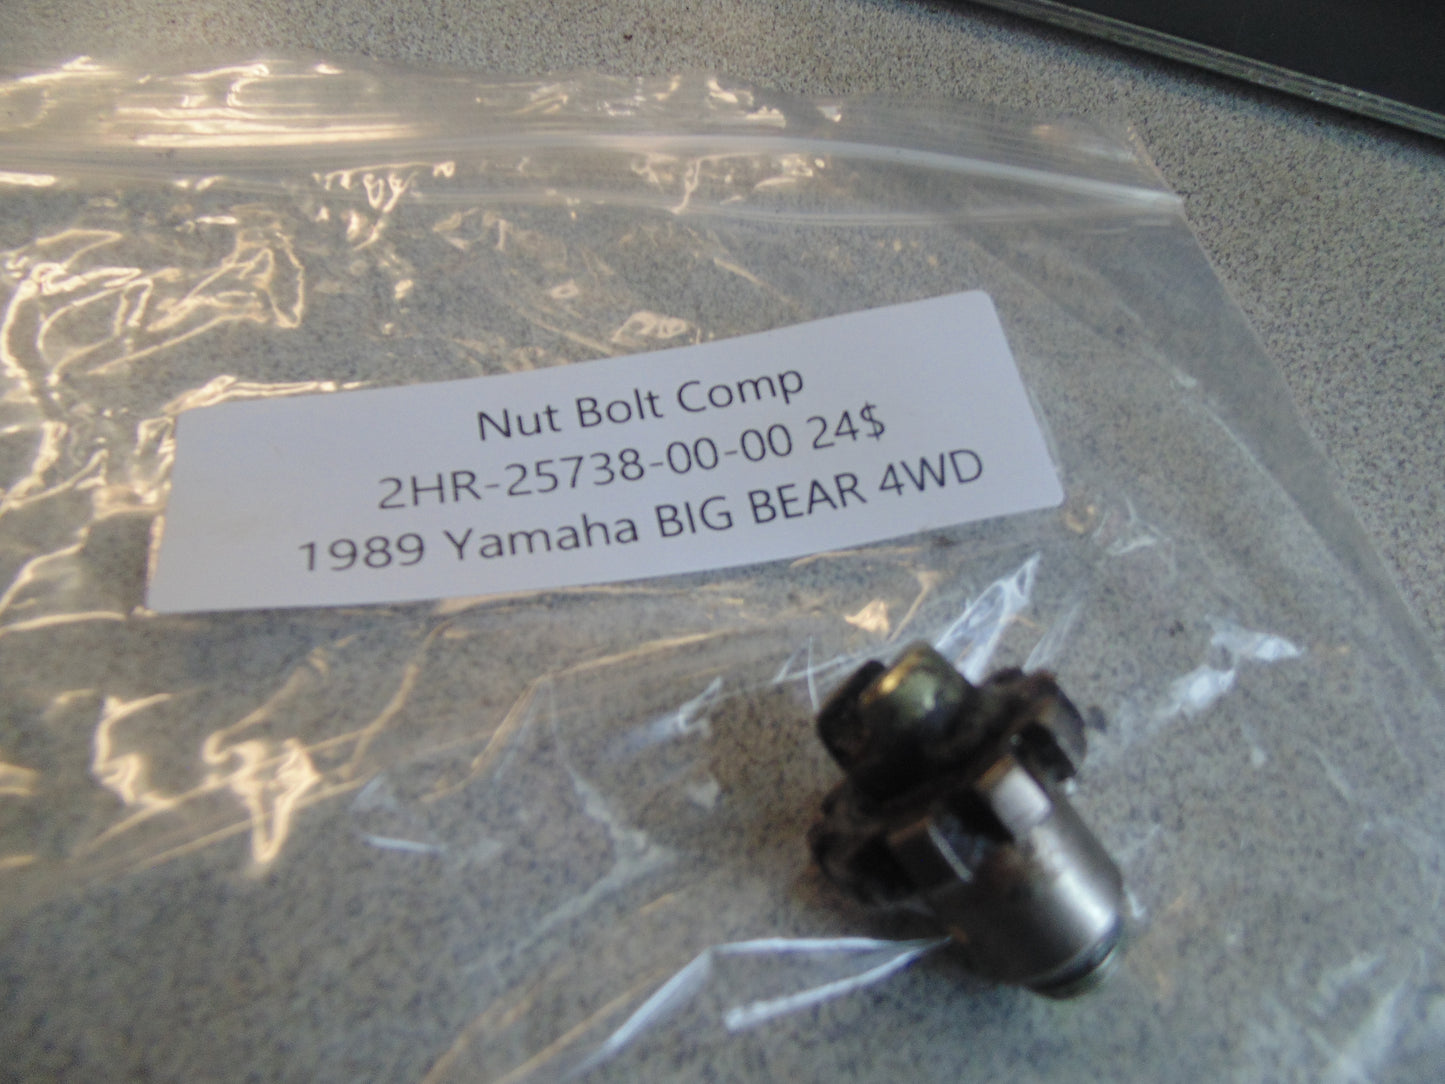 Nut Bolt Comp
2HR-25738-00-00 24$
1989 Yamaha BIG BEAR 4WD